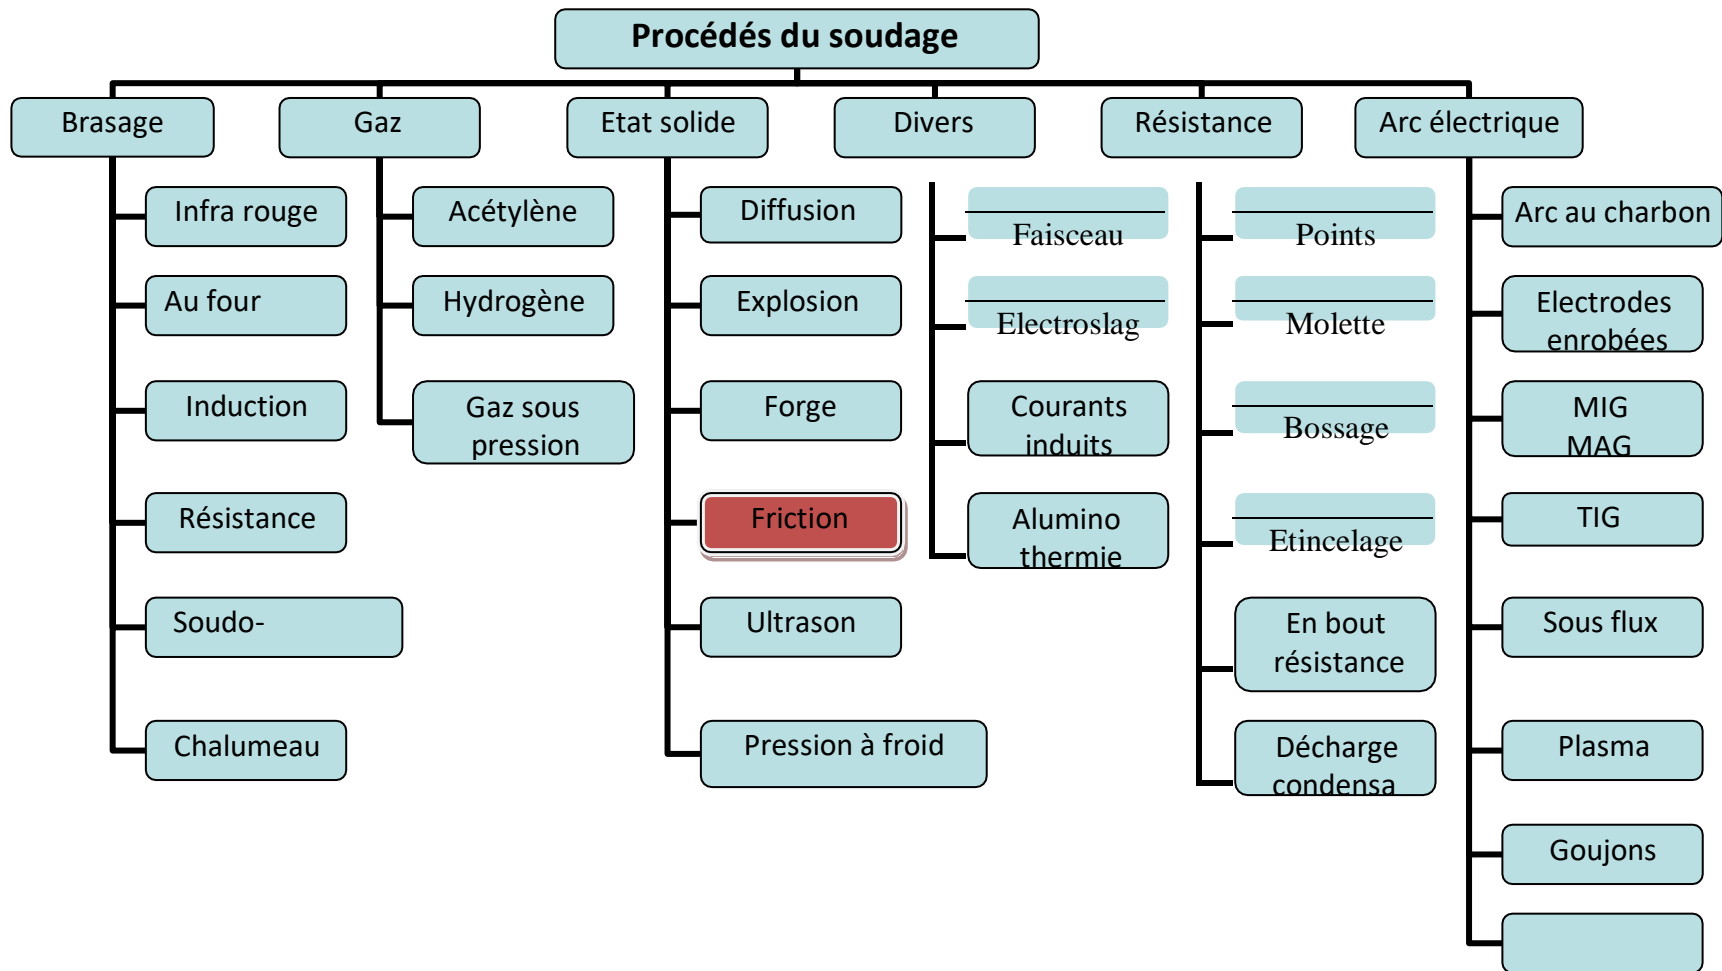 Procédés du soudage
Brasage
Gaz
Etat solide
Divers
Résistance
Arc électrique
Infra rouge
Au four
Induction
Résistance
Soudo-
Chalumeau
Acétylène
Hydrogène
Gaz sous
pression
Diffusion
Explosion
Forge
Friction
Ultrason
Pression à froid
Faisceau
Electroslag
Courants
induits
Alumino
thermie
Points
Molette
Bossage
Etincelage
En bout
résistance
Décharge
condensa
Arc au charbon
Electrodes
enrobées
MIG
MAG
TIG
Sous flux
Plasma
Goujons